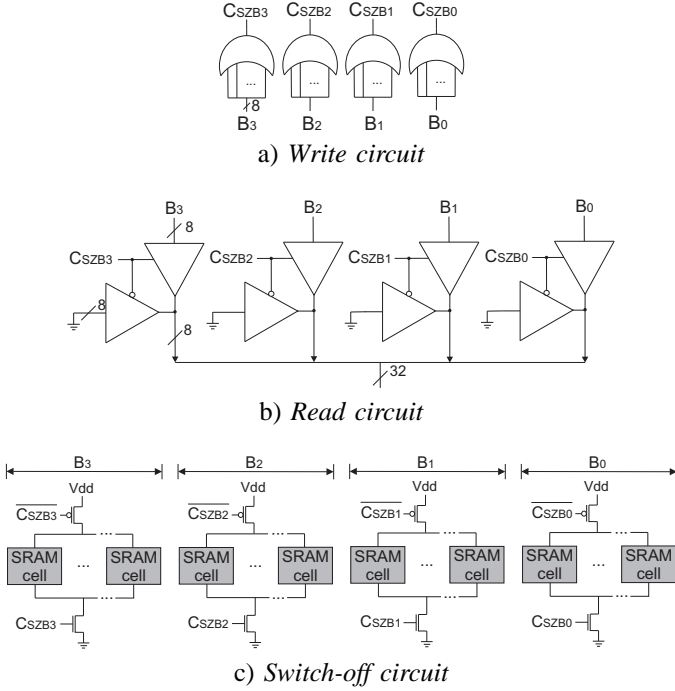 CSZB3 CSZB2 CSZB1 CSZB0
... ... ... ...
8
B3 B2 B1 B0
a) Write circuit
B3 B2 B1 B0
8
CSZB3 CSZB2 CSZB1 CSZB0
8
8
32
b) Read circuit
B3 B2 B1 B0
Vdd Vdd Vdd Vdd
CSZB3 CSZB2 CSZB1 CSZB0
... ... ... ...
SRAM cell ... SRAM cell SRAM cell ... SRAM cell SRAM cell ... SRAM cell SRAM cell ... SRAM cell
... ... ... ...
CSZB3 CSZB2 CSZB1 CSZB0
c) Switch-off circuit